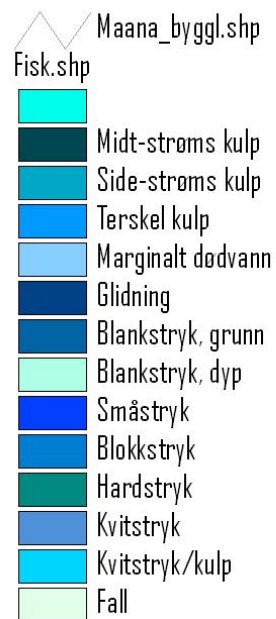 Maana_byggl.shp
Fisk.shp
Midt-strøms kulp
Side-strøms kulp
Terskel kulp
Marginalt dødvann
Glidning
Blankstryk, grunn
Blankstryk, dyp
Småstryk
Blokkstryk
Hardstryk
Kvitstryk
Kvitstryk/kulp
Fall